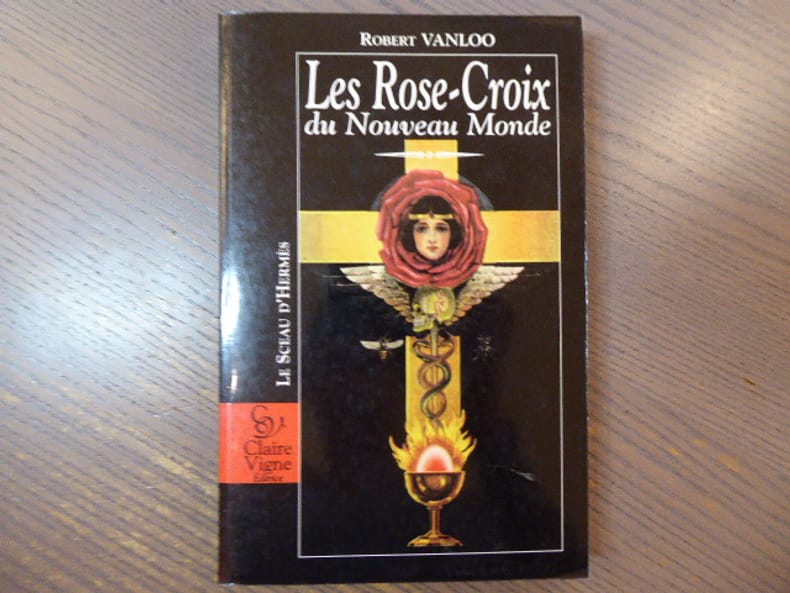 ROBERT VANLOO
Les Rose-Croix
du Nouveau Monde
LE SCEAU D'HERMÈS
CV
Claire
Vigne
Éditrice